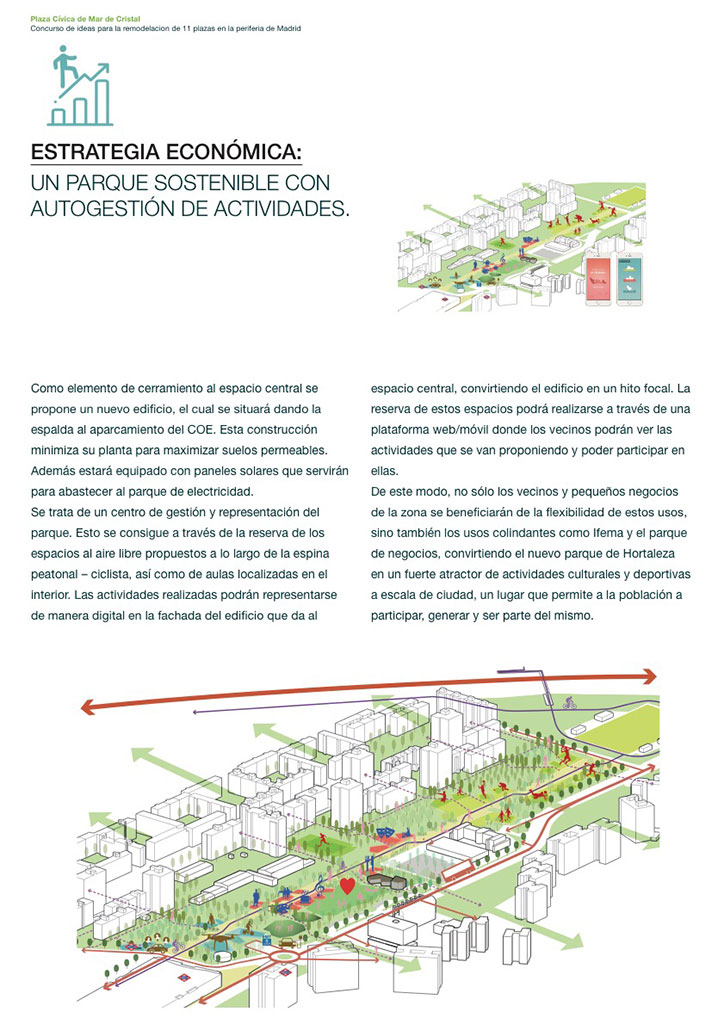 Plaza Cívica de Mar de Cristal
Concurso de ideas para la remodelacion de 11 plazas en la periferia de Madrid
ESTRATEGIA ECONÓMICA:
UN PARQUE SOSTENIBLE CON
AUTOGESTIÓN DE ACTIVIDADES.
Como elemento de cerramiento al espacio central se
propone un nuevo edificio, el cual se situará dando la
espalda al aparcamiento del COE. Esta construcción
minimiza su planta para maximizar suelos permeables.
Además estará equipado con paneles solares que servirán
para abastecer al parque de electricidad.
Se trata de un centro de gestión y representación del
parque. Esto se consigue a través de la reserva de los
espacios al aire libre propuestos a lo largo de la espina
peatonal – ciclista, así como de aulas localizadas en el
interior. Las actividades realizadas podrán representarse
de manera digital en la fachada del edificio que da al
espacio central, convirtiendo el edificio en un hito focal. La
reserva de estos espacios podrá realizarse a través de una
plataforma web/móvil donde los vecinos podrán ver las
actividades que se van proponiendo y poder participar en
ellas.
De este modo, no sólo los vecinos y pequeños negocios
de la zona se beneficiarán de la flexibilidad de estos usos,
sino también los usos colindantes como Ifema y el parque
de negocios, convirtiendo el nuevo parque de Hortaleza
en un fuerte atractor de actividades culturales y deportivas
a escala de ciudad, un lugar que permite a la población a
participar, generar y ser parte del mismo.